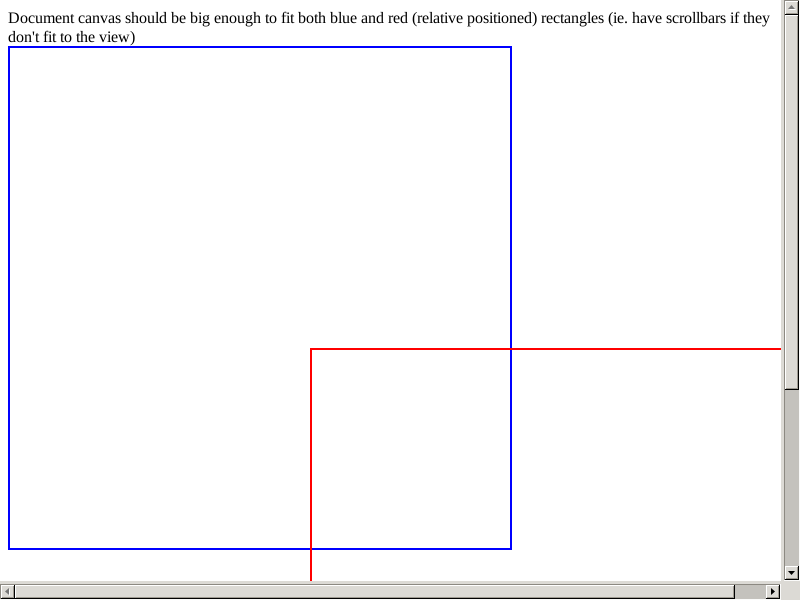 Document canvas should be big enough to fit both blue and red (relative positioned) rectangles (ie. have scrollbars if they
don't fit to the view)